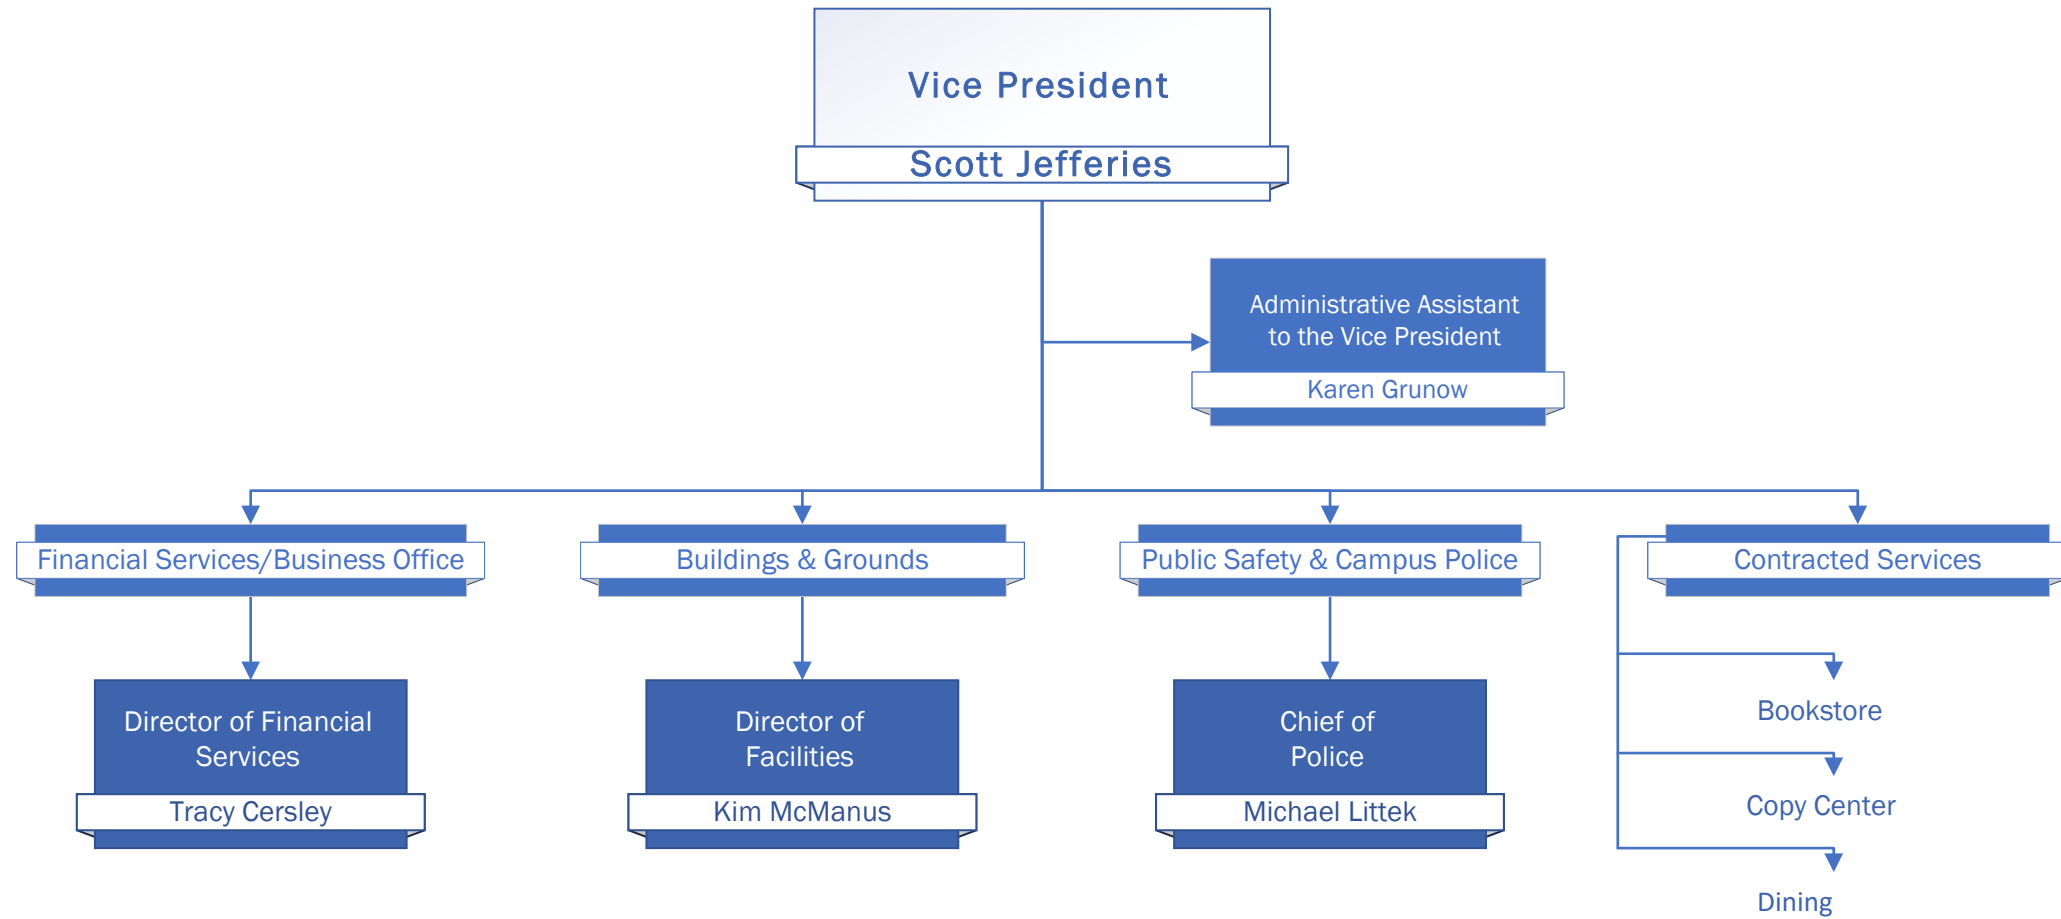 Vice President
Scott Jefferies
Administrative Assistant
to the Vice President
Karen Grunow
Financial Services/Business Office
Buildings & Grounds
Public Safety & Campus Police
Contracted Services
Director of Financial
Services
Tracy Cersley
Director of
Facilities
Kim McManus
Chief of
Police
Michael Littek
Bookstore
Copy Center
Dining